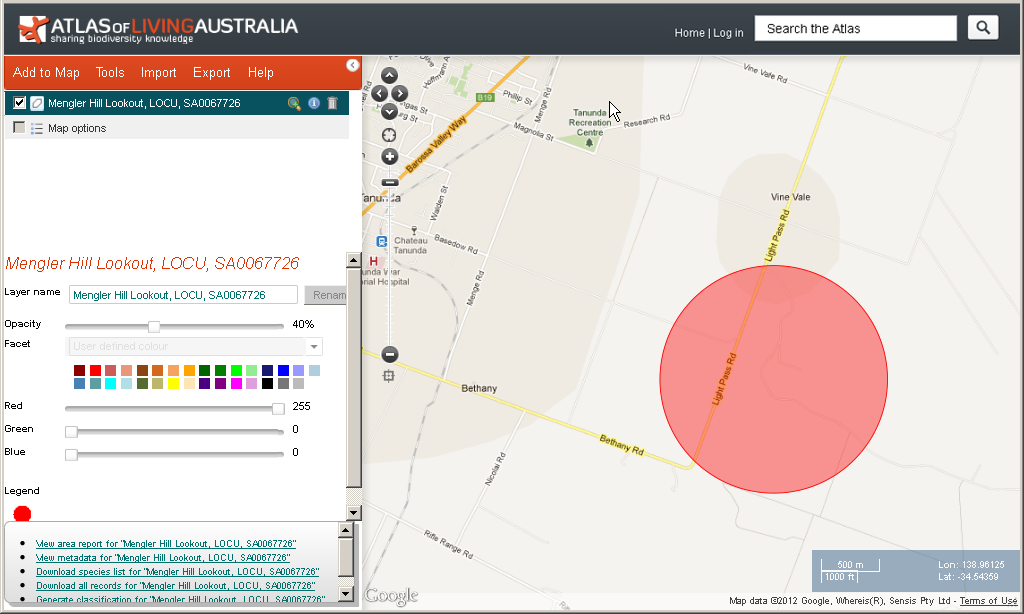 ATLAS OF LIVING AUSTRALIA
sharing biodiversity knowledge
Home | Log in
Search the Atlas
Add to Map Tools Import Export Help
Mengler Hill Lookout, LOCU, SA0067726
Map options
Mengler Hill Lookout, LOCU, SA0067726
Layer name
Mengler Hill Lookout, LOCU, SA0067726
Renam
Opacity
40%
Facet
User defined colour
Red
255
Green
0
Blue
0
Legend
View area report for "Mengler Hill Lookout, LOCU, SA0067726"
View metadata for "Mengler Hill Lookout, LOCU, SA0067726"
Download species list for "Mengler Hill Lookout, LOCU, SA0067726"
Download all records for "Mengler Hill Lookout, LOCU, SA0067726"
Generate classification for "Mengler Hill Lookout, LOCU, SA0067726"
Hoffmann A
Vine Vale Rd
B19
Philip St
Menge Rd
Tanunda
Recreation
Centre
Research Rd
Magnolia St
Barossa Valley Way
Walden St
Vine Vale
Basedow Rd
Chateau
Tanunda
Light Pass Rd
H
unda War
orial Hospital
Menge Rd
Light Pass Rd
Bethany
Bethany Rd
Nicolai Rd
Rifle Range Rd
500 m
1000 ft
Lon: 138.96125
Lat: -34.54359
Google
Map data ©2012 Google, Whereis(R), Sensis Pty Ltd - Terms of Use